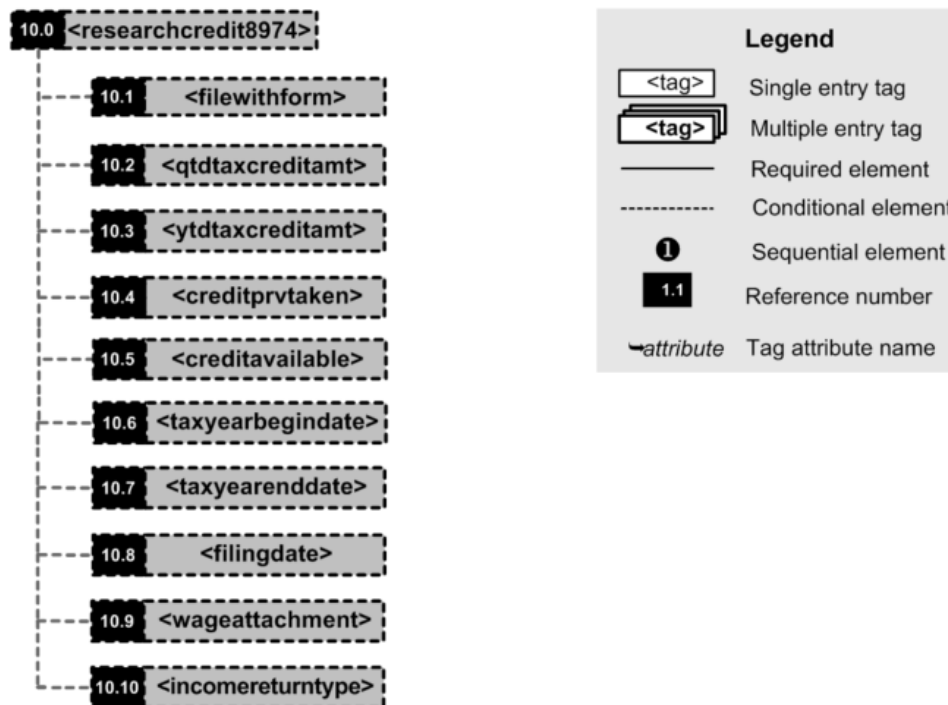 10.0 <researchcredit8974>
10.1 <filewithform>
10.2 <qtdtaxcreditamt>
10.3 <ytdtaxcreditamt>
10.4 <creditprvtaken>
10.5 <creditavailable>
10.6 <taxyearbegindate>
10.7 <taxyearenddate>
10.8 <filingdate>
10.9 <wageattachment>
10.10 <incomereturntype>
Legend
<tag> Single entry tag
<tag> Multiple entry tag
Required element
Conditional element
1 Sequential element
1.1 Reference number
attribute Tag attribute name